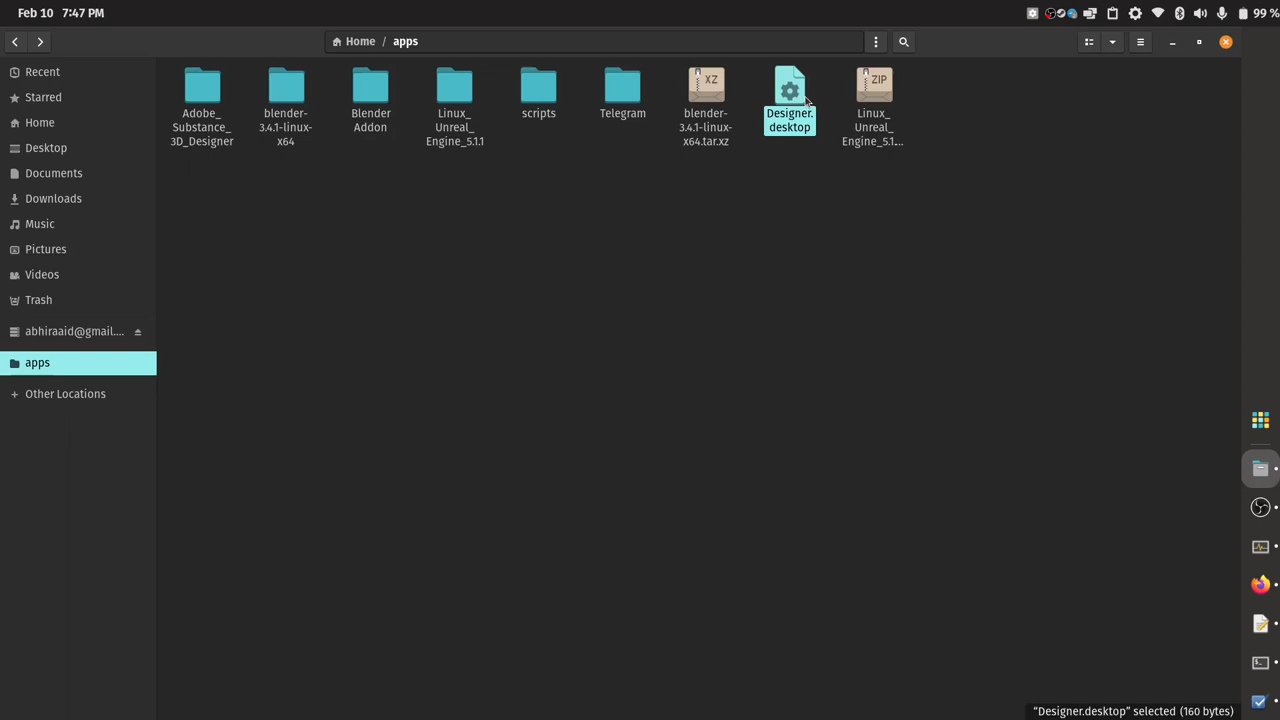 Feb 10 7:47 PM
99 %
Home / apps
Recent
Starred
Home
Desktop
Documents
Downloads
Music
Pictures
Videos
Trash
abhiraaid@gmail....
apps
Other Locations
Adobe_
Substance_
3D_Designer
blender-
3.4.1-linux-
x64
Blender
Addon
Linux_
Unreal_
Engine_5.1.1
scripts
Telegram
XZ
blender-
3.4.1-linux-
x64.tar.xz
Designer.
desktop
ZIP
Linux_
Unreal_
Engine_5.1...
"Designer.desktop" selected (160 bytes)